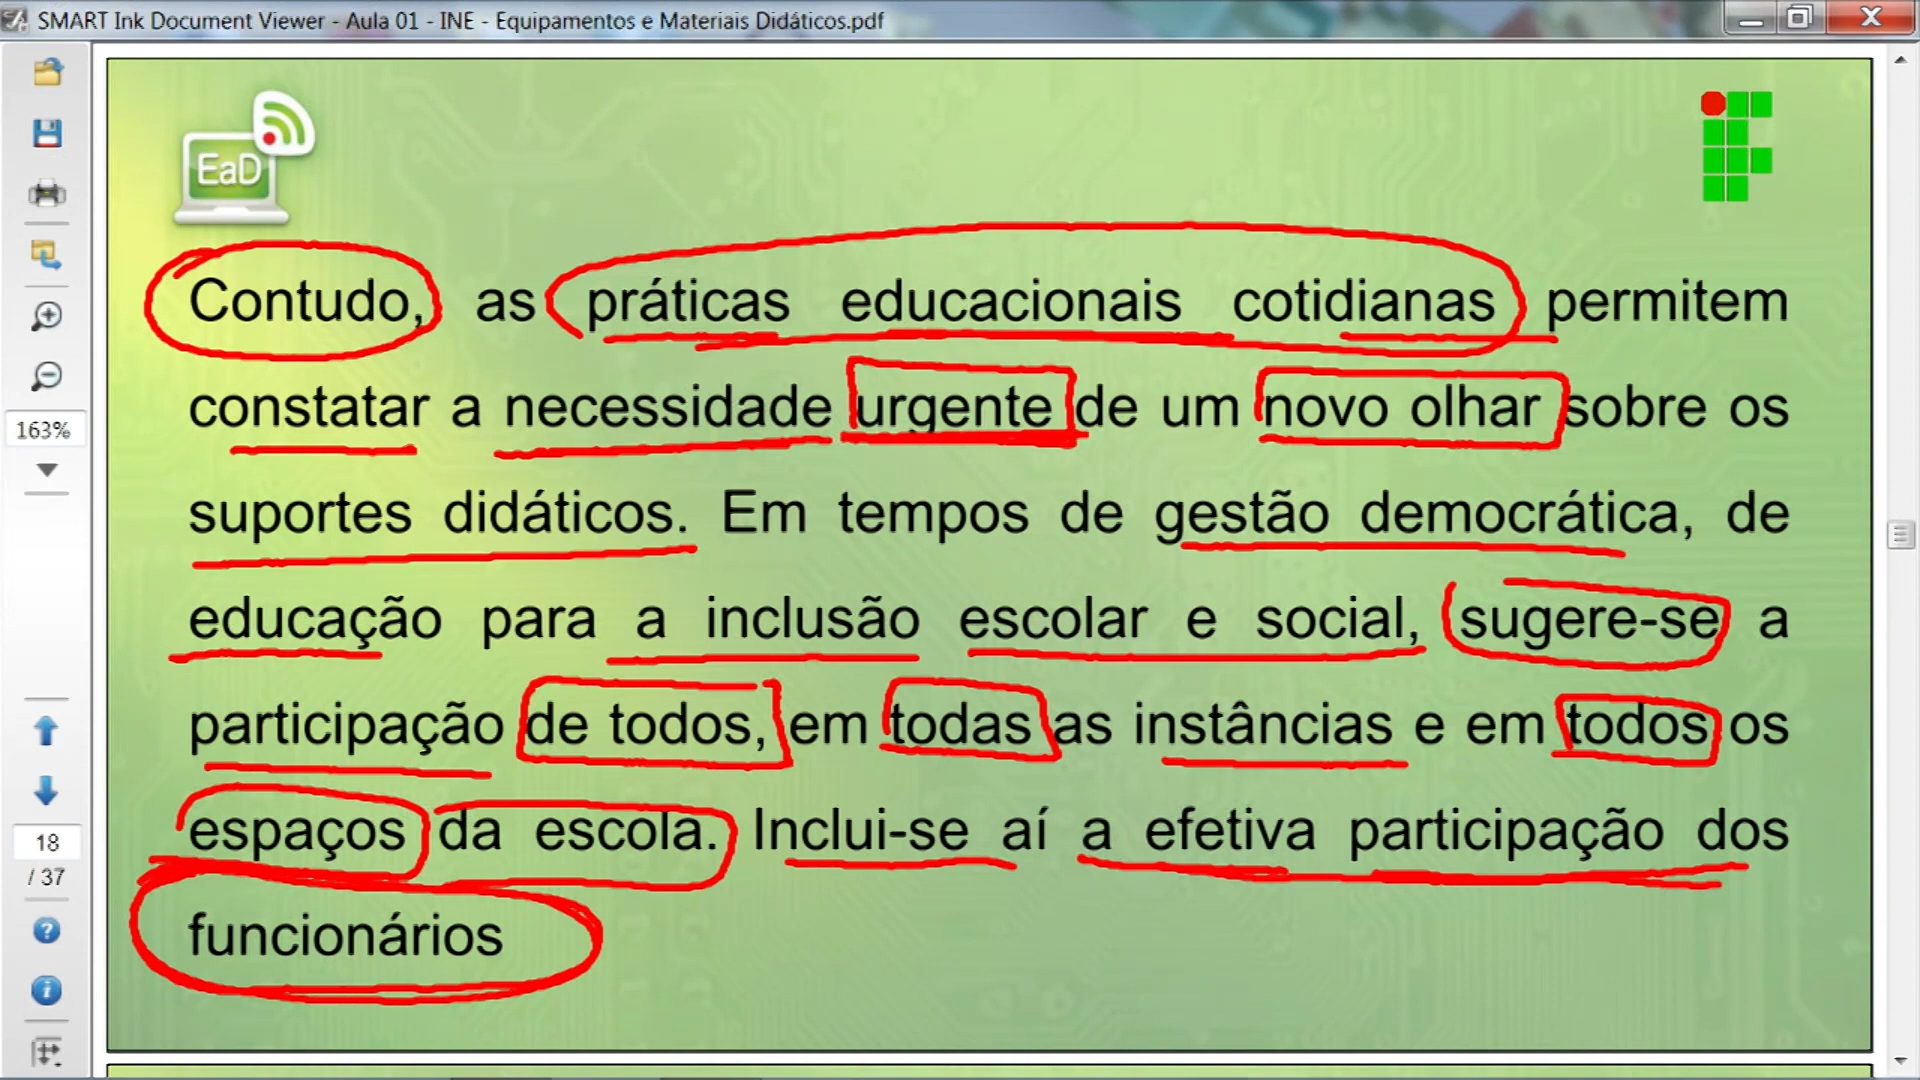 SMART Ink Document Viewer - Aula 01 - INE - Equipamentos e Materiais Didáticos.pdf
EaD
Contudo, as práticas educacionais cotidianas permitem
constatar a necessidade urgente de um novo olhar sobre os
suportes didáticos. Em tempos de gestão democrática, de
educação para a inclusão escolar e social, sugere-se a
participação de todos, em todas as instâncias e em todos os
espaços da escola. Inclui-se aí a efetiva participação dos
funcionários
163%
18
/ 37